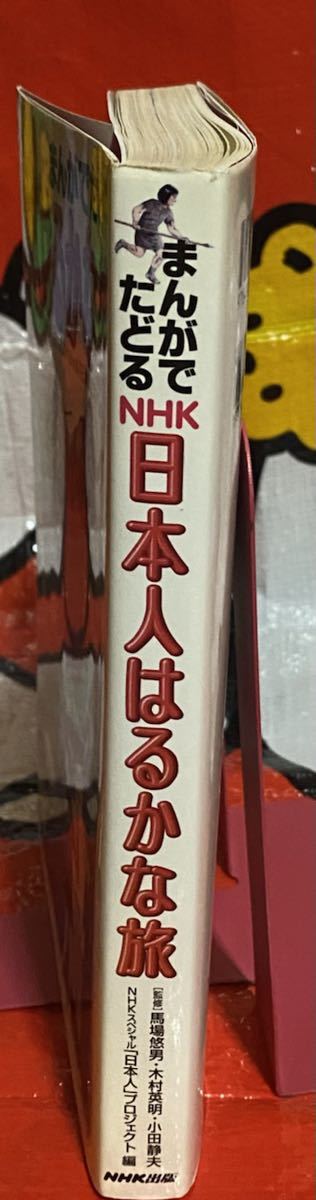 まんがで
たどる
NHK
日本人はるかな旅
[監修]馬場悠男・木村英明・小田静夫
NHKスペシャル「日本人」プロジェクト 編
NHK出版